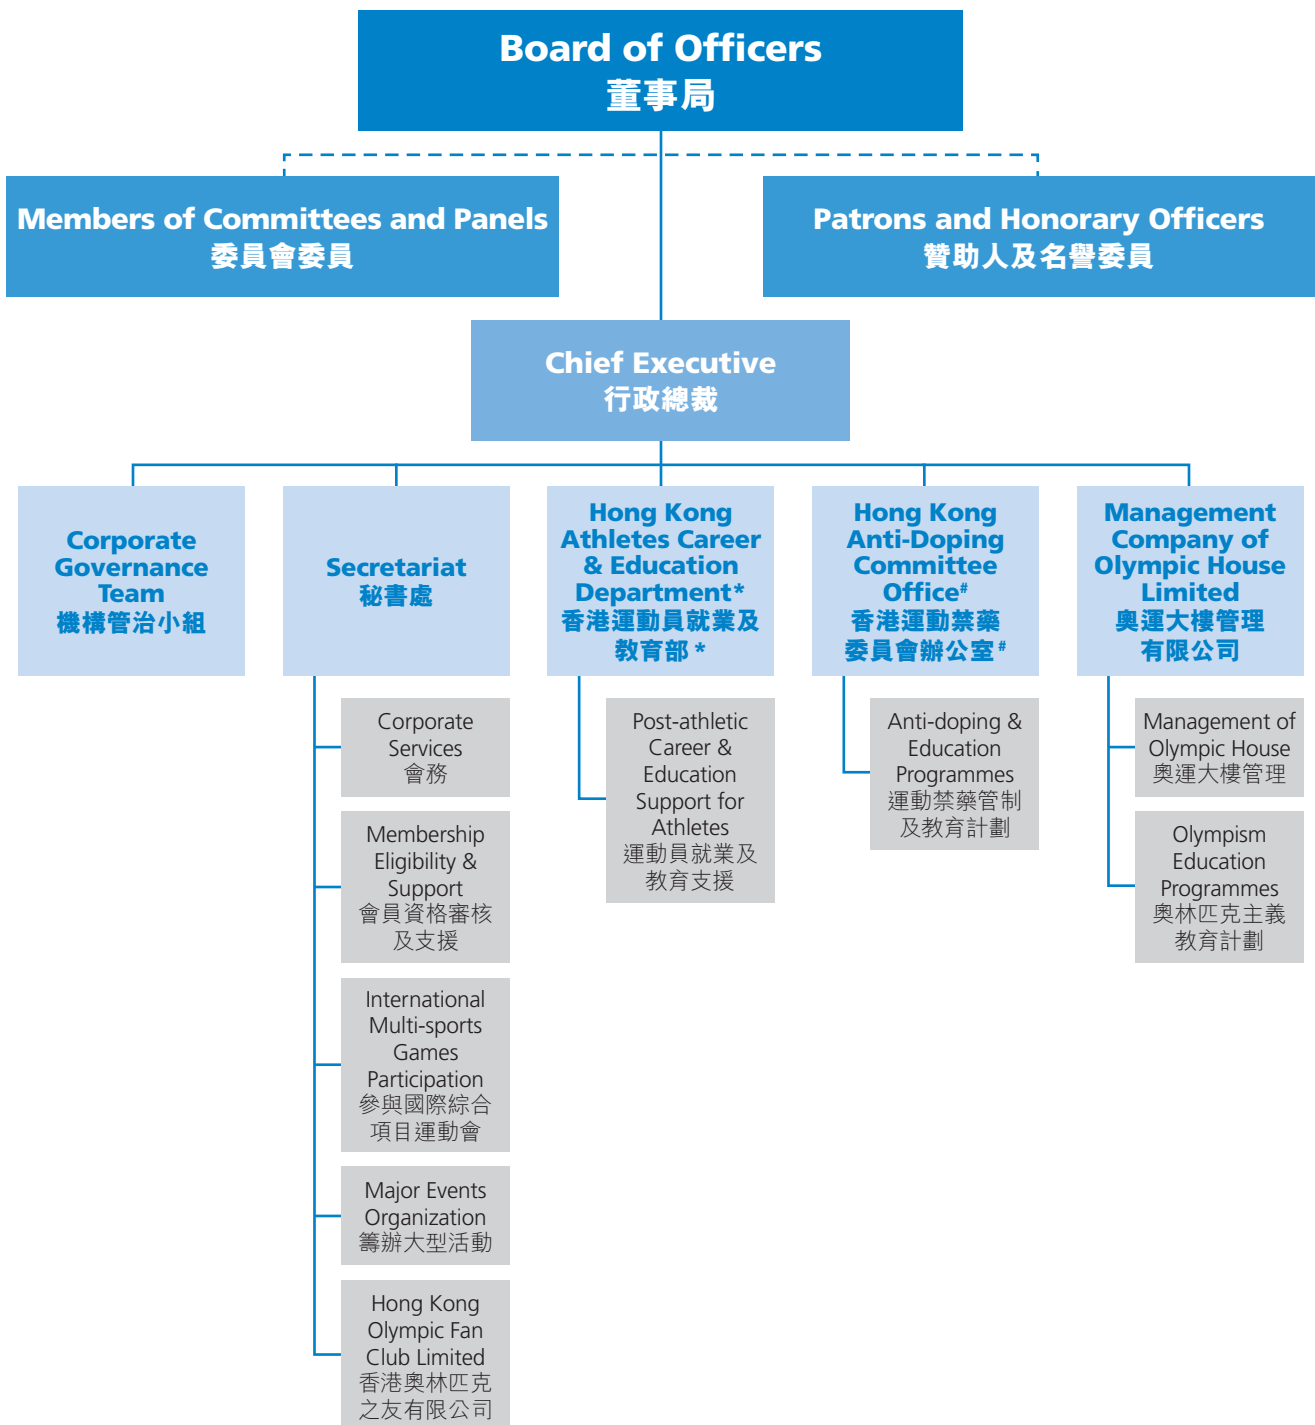 Board of Officers
董事局
Members of Committees and Panels
委員會委員
Patrons and Honorary Officers
贊助人及名譽委員
Chief Executive
行政總裁
Corporate
Governance
Team
機構管治小組
Secretariat
秘書處
Hong Kong
Athletes Career
& Education
Department*
香港運動員就業及
教育部*
Hong Kong
Anti-Doping
Committee
Office#
香港運動禁藥
委員會辦公室#
Management
Company of
Olympic House
Limited
奧運大樓管理
有限公司
Corporate
Services
會務
Membership
Eligibility &
Support
會員資格審核
及支援
International
Multi-sports
Games
Participation
參與國際綜合
項目運動會
Major Events
Organization
籌辦大型活動
Hong Kong
Olympic Fan
Club Limited
香港奧林匹克
之友有限公司
Post-athletic
Career &
Education
Support for
Athletes
運動員就業及
教育支援
Anti-doping &
Education
Programmes
運動禁藥管制
及教育計劃
Management of
Olympic House
奧運大樓管理
Olympism
Education
Programmes
奧林匹克主義
教育計劃